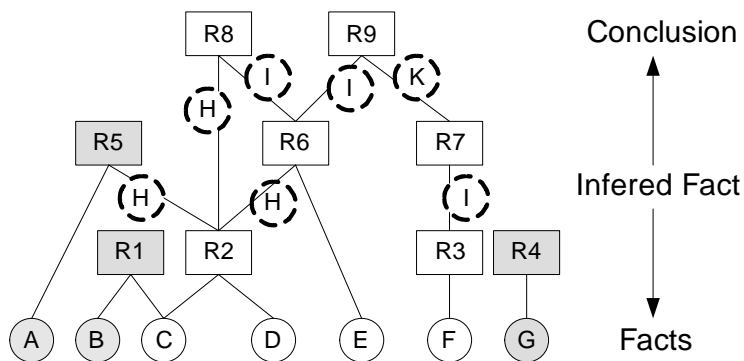 R8
R9
Conclusion
I
I
K
H
R5
R6
R7
H
H
I
Infered Fact
R1
R2
R3
R4
A
B
C
D
E
F
G
Facts